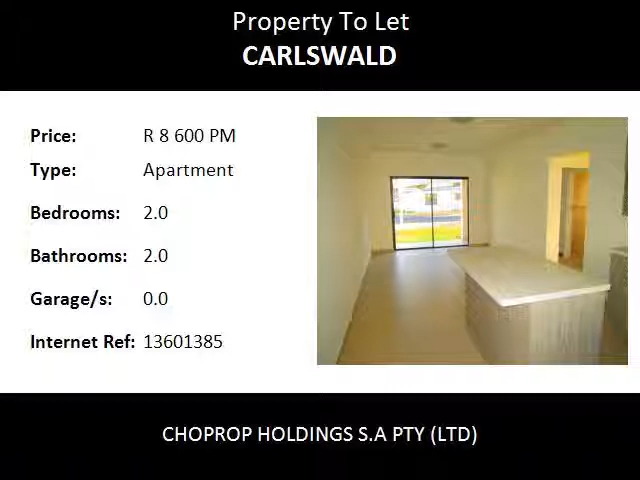 Property To Let
CARLSWALD
Price: R 8 600 PM
Type: Apartment
Bedrooms: 2.0
Bathrooms: 2.0
Garage/s: 0.0
Internet Ref: 13601385
CHOPROP HOLDINGS S.A PTY (LTD)